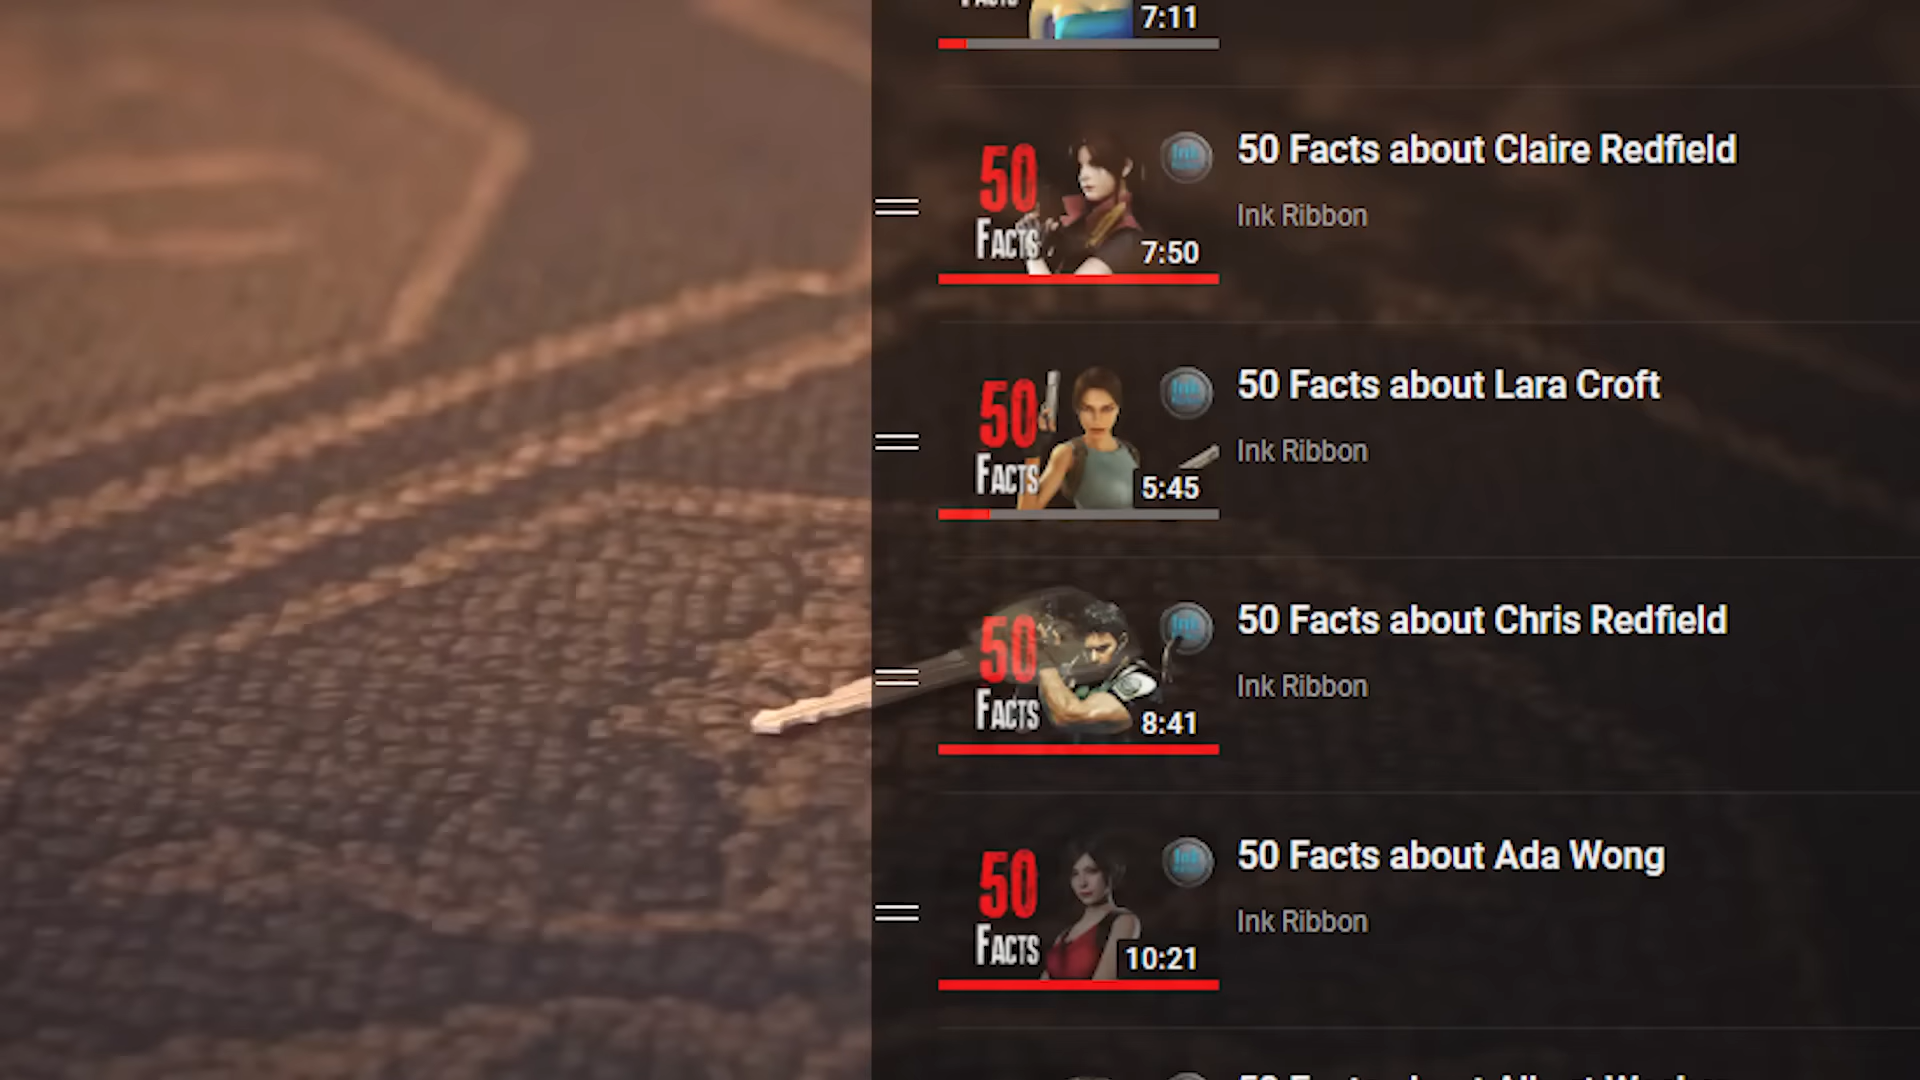 7:11
50 Facts about Claire Redfield
Ink Ribbon
50
FACTS
7:50
50 Facts about Lara Croft
Ink Ribbon
50
FACTS
5:45
50 Facts about Chris Redfield
Ink Ribbon
50
FACTS
8:41
50 Facts about Ada Wong
Ink Ribbon
50
FACTS
10:21